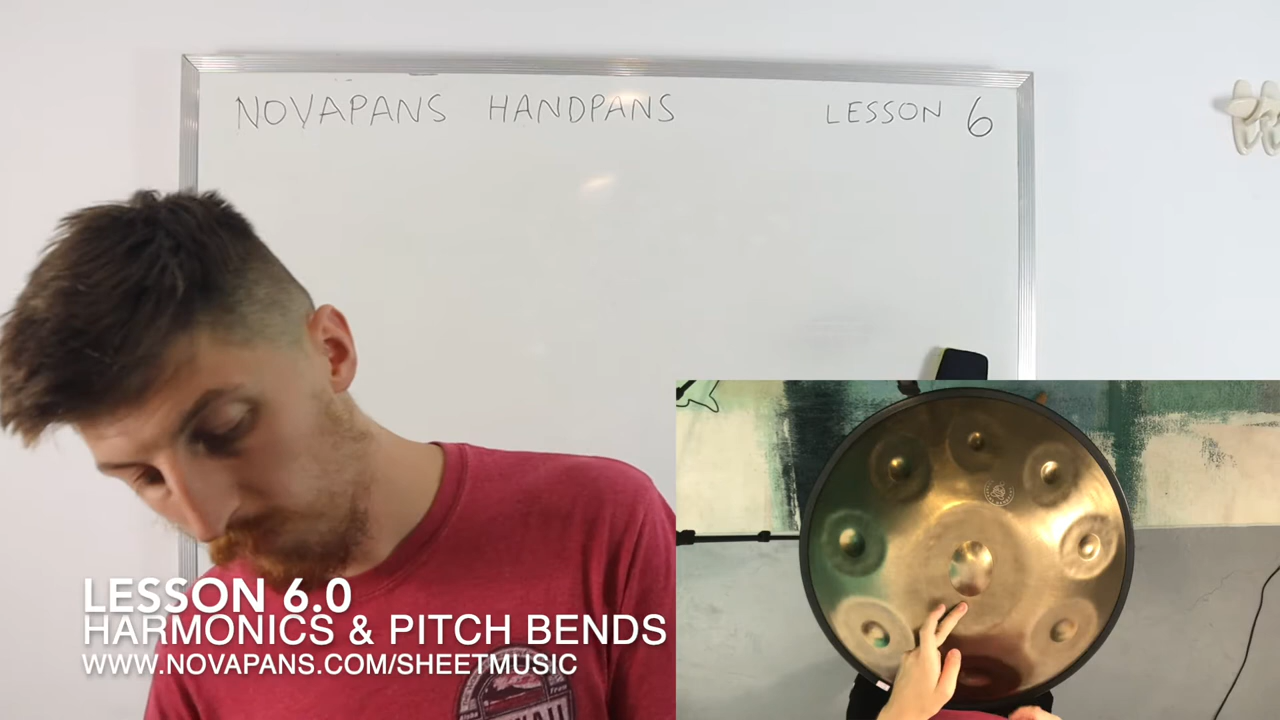 NOVAPANS HANDPANS LESSON 6
LESSON 6.0
HARMONICS & PITCH BENDS
WWW.NOVAPANS.COM/SHEETMUSIC